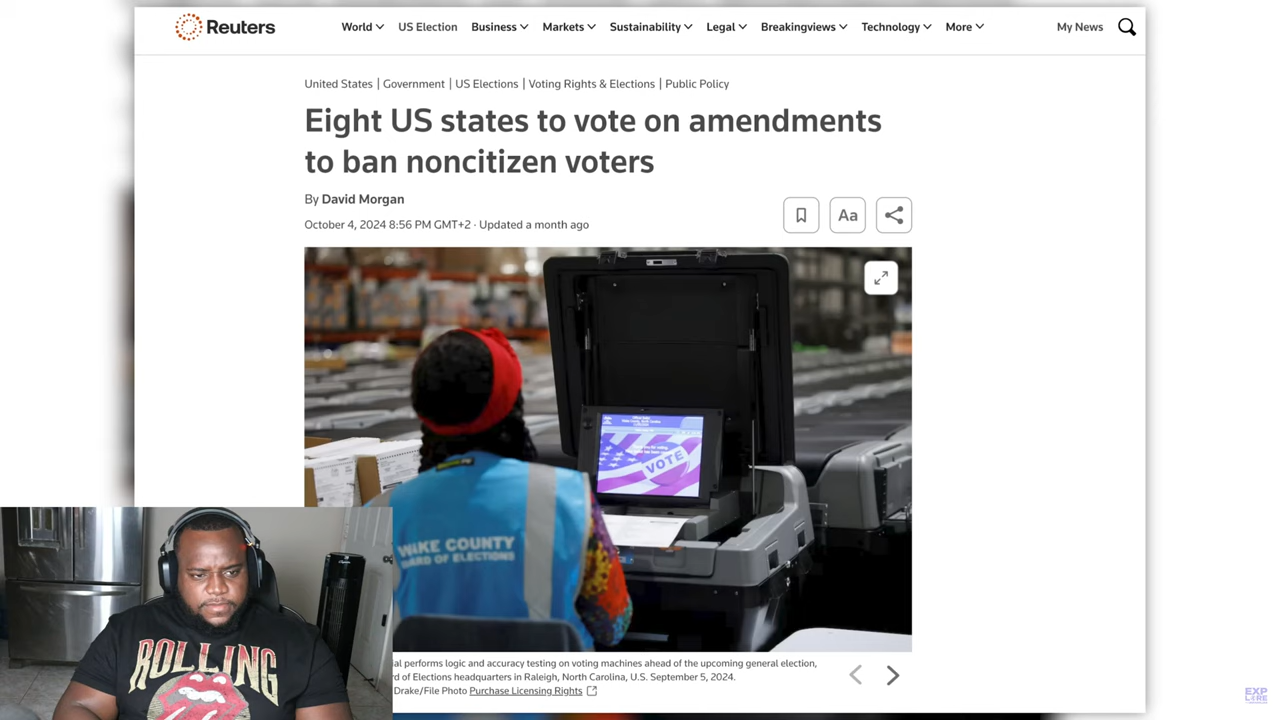 Reuters
World US Election Business Markets Sustainability Legal Breakingviews Technology More My News
United States | Government | US Elections | Voting Rights & Elections | Public Policy
Eight US states to vote on amendments
to ban noncitizen voters
By David Morgan
October 4, 2024 8:56 PM GMT+2 · Updated a month ago
Aa
VOTE
WAKE COUNTY
BOARD OF ELECTIONS
ROLLING
performs logic and accuracy testing on voting machines ahead of the upcoming general election,
of Elections headquarters in Raleigh, North Carolina, U.S. September 5, 2024.
Drake/File Photo Purchase Licensing Rights
EXP